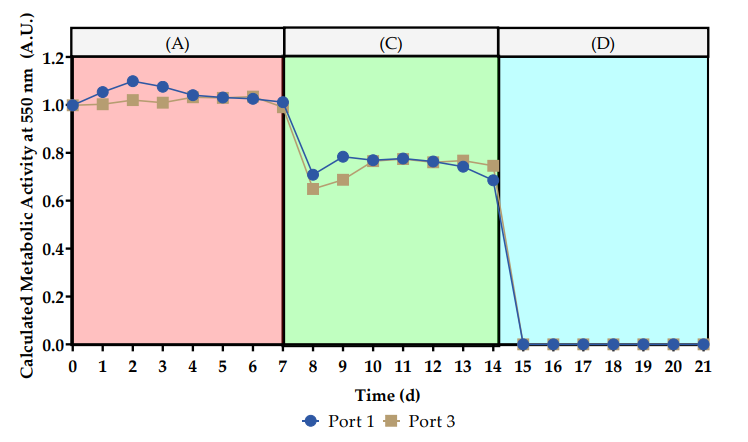 (A) (C) (D)
Calculated Metabolic Activity at 550 nm (A.U.)
1.2
1.0
0.8
0.6
0.4
0.2
0.0
0 1 2 3 4 5 6 7 8 9 10 11 12 13 14 15 16 17 18 19 20 21
Time (d)
Port 1 Port 3